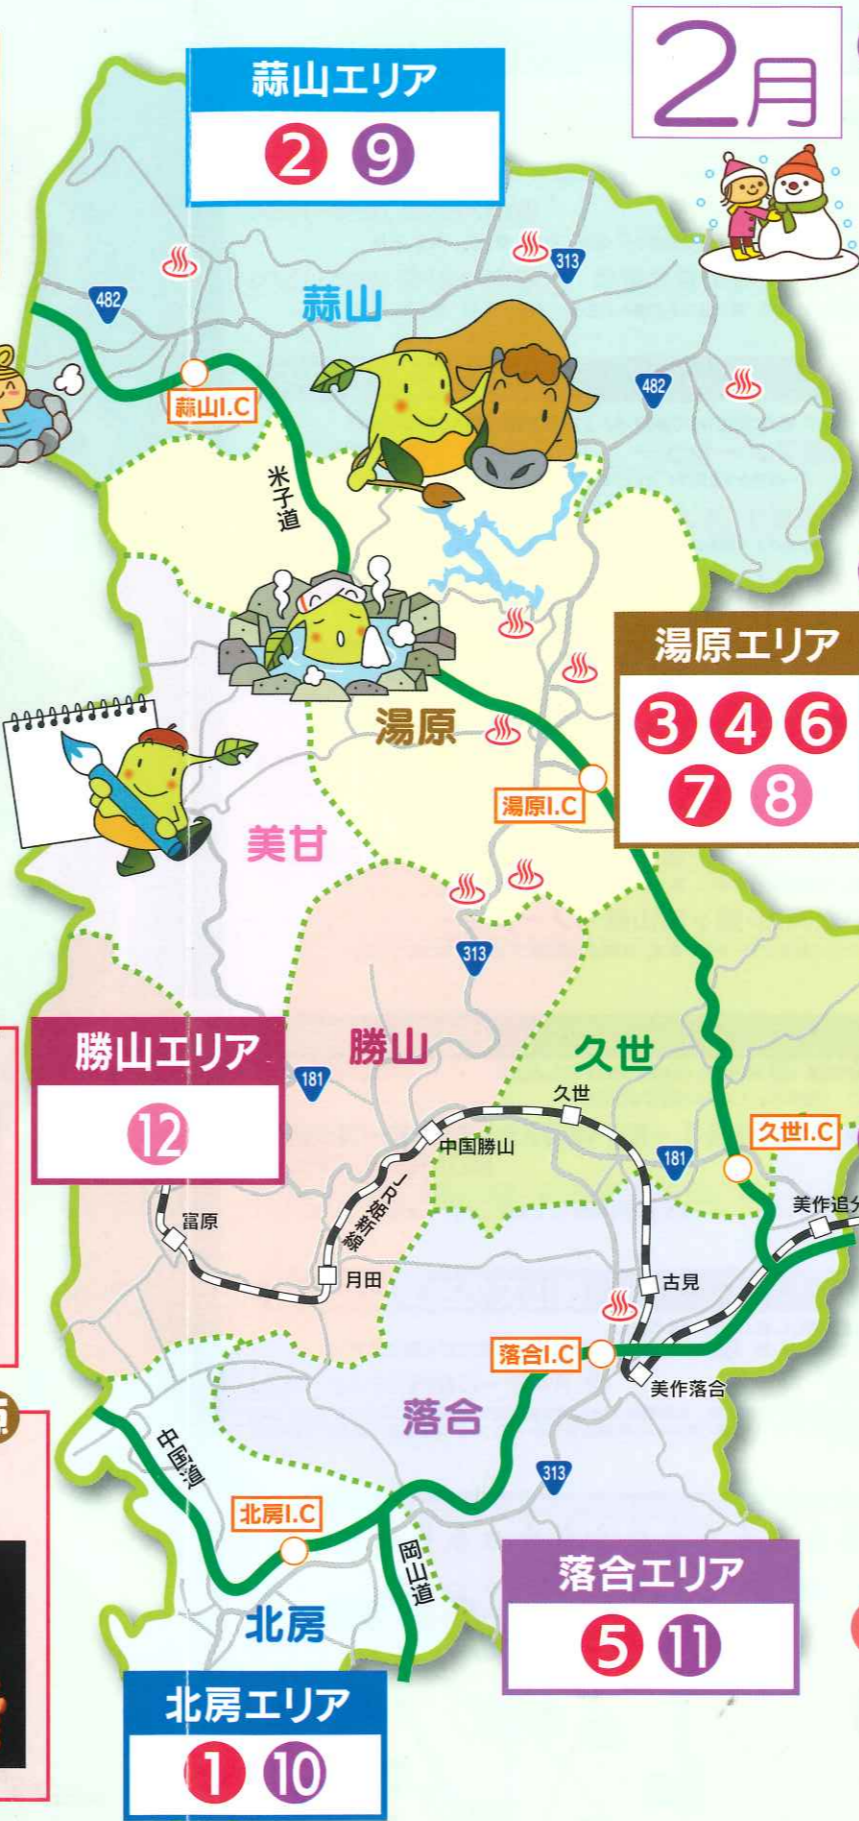 2月
蒜山エリア
2 9
313
482
蒜山
482
蒜山I.C
米子道
湯原エリア
3 4 6
7 8
湯原
湯原I.C
美甘
313
勝山エリア
12
勝山
久世
181
久世
中国勝山
久世I.C
181
JR姫新線
富原
美作追分
月田
古見
落合I.C
美作落合
落合
中国道
313
北房I.C
岡山道
落合エリア
5 11
北房
北房エリア
1 10